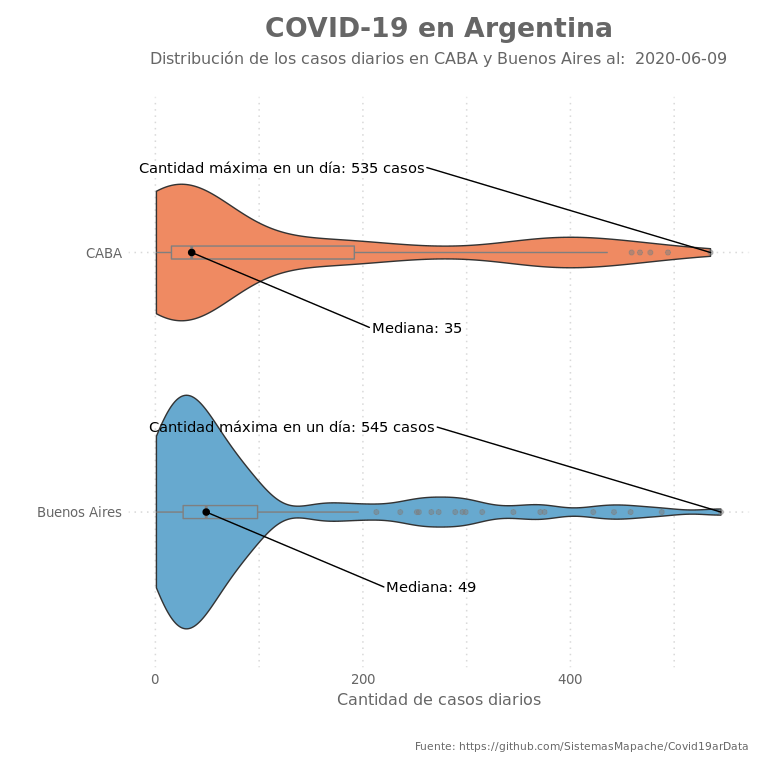 COVID-19 en Argentina
Distribución de los casos diarios en CABA y Buenos Aires al:  2020-06-09
Cantidad máxima en un día: 535 casos
CABA
Mediana: 35
Cantidad máxima en un día: 545 casos
Buenos Aires
Mediana: 49
0 200 400
Cantidad de casos diarios
Fuente: https://github.com/SistemasMapache/Covid19arData